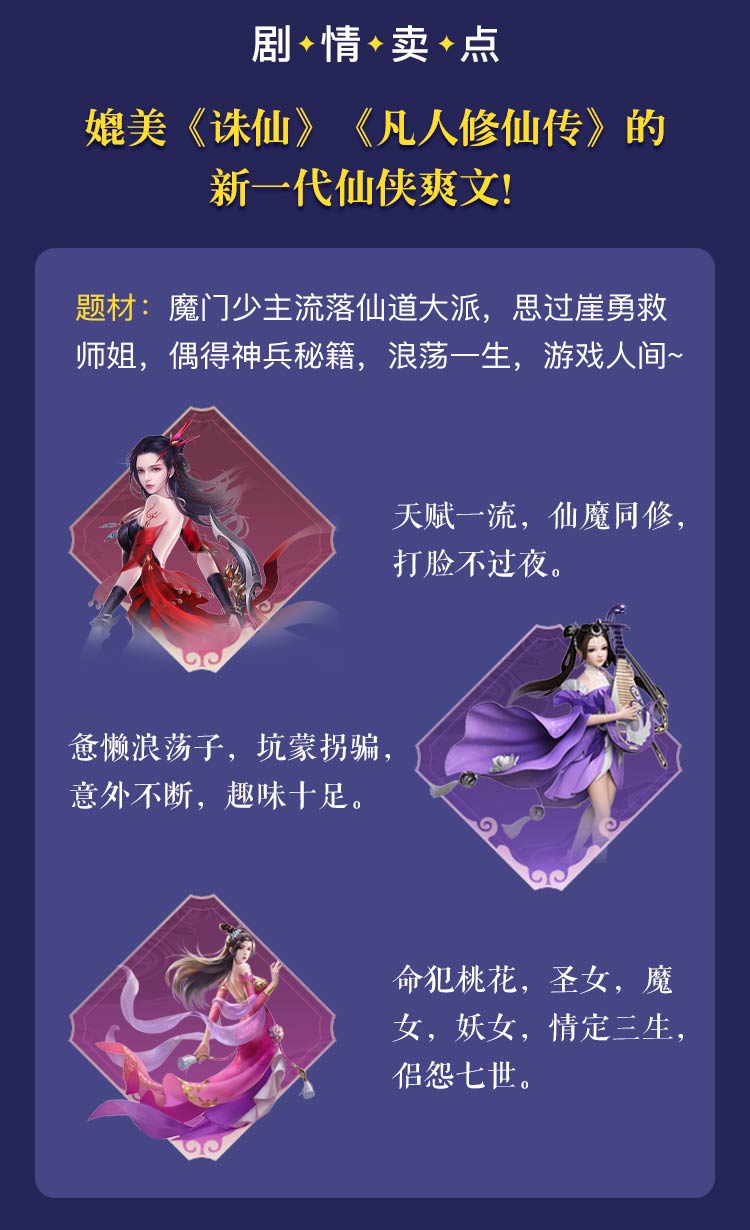 剧✦情✦卖✦点
媲美《诛仙》《凡人修仙传》的
新一代仙侠爽文!
题材：魔门少主流落仙道大派，思过崖勇救
师姐，偶得神兵秘籍，浪荡一生，游戏人间~
天赋一流，仙魔同修，
打脸不过夜。
惫懒浪荡子，坑蒙拐骗，
意外不断，趣味十足。
命犯桃花，圣女，魔
女，妖女，情定三生，
侣怨七世。